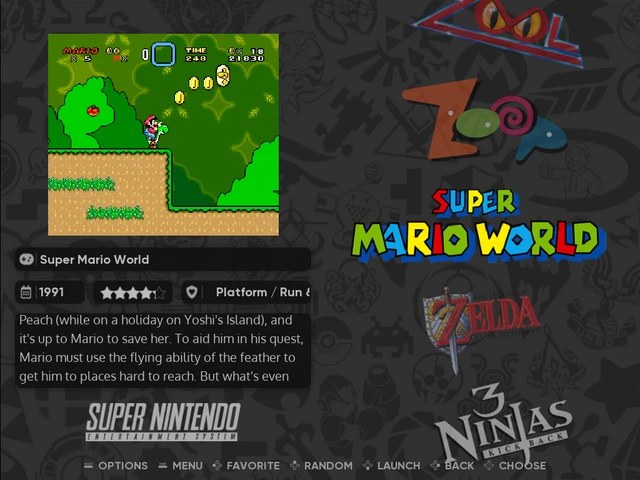 MARIO
x 5
0
TIME
248
18
21830
ZOOL
ZOOP
SUPER
MARIO WORLD
ZELDA
3
NINJAS
KICK BACK
Super Mario World
1991
Platform / Run &
Peach (while on a holiday on Yoshi's Island), and
it's up to Mario to save her. To aid him in his quest,
Mario must use the flying ability of the feather to
get him to places hard to reach. But what's even
SUPER NINTENDO
ENTERTAINMENT SYSTEM
OPTIONS MENU FAVORITE RANDOM LAUNCH BACK CHOOSE